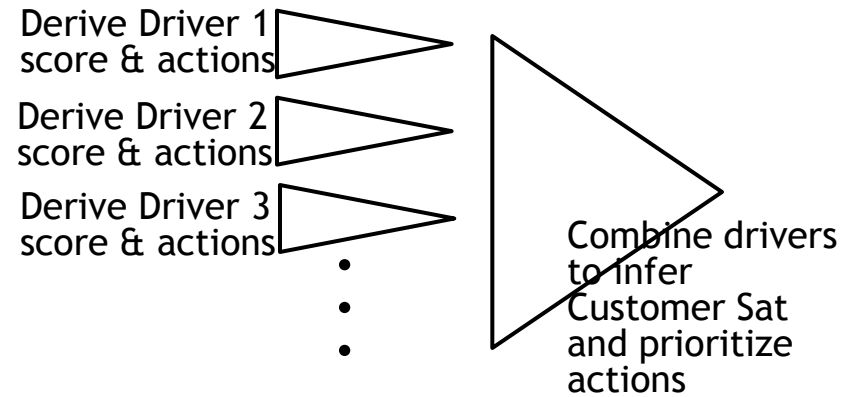 Derive Driver 1
score & actions
Derive Driver 2
score & actions
Derive Driver 3
score & actions
Combine drivers
to infer
Customer Sat
and prioritize
actions